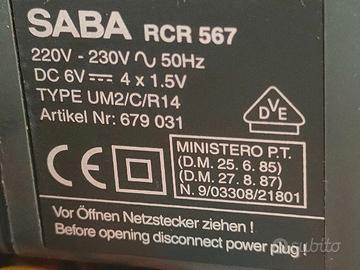 SABA RCR 567
220V - 230V ∿ 50Hz
DC 6V ⎓ 4 x 1.5V
TYPE UM2/C/R14
Artikel Nr: 679 031
DVE
CE
MINISTERO P.T.
(D.M. 25.6.85)
(D.M. 27.8.87)
N. 9/03308/21801
Vor Öffnen Netzstecker ziehen !
Before opening disconnect power plug !
subito